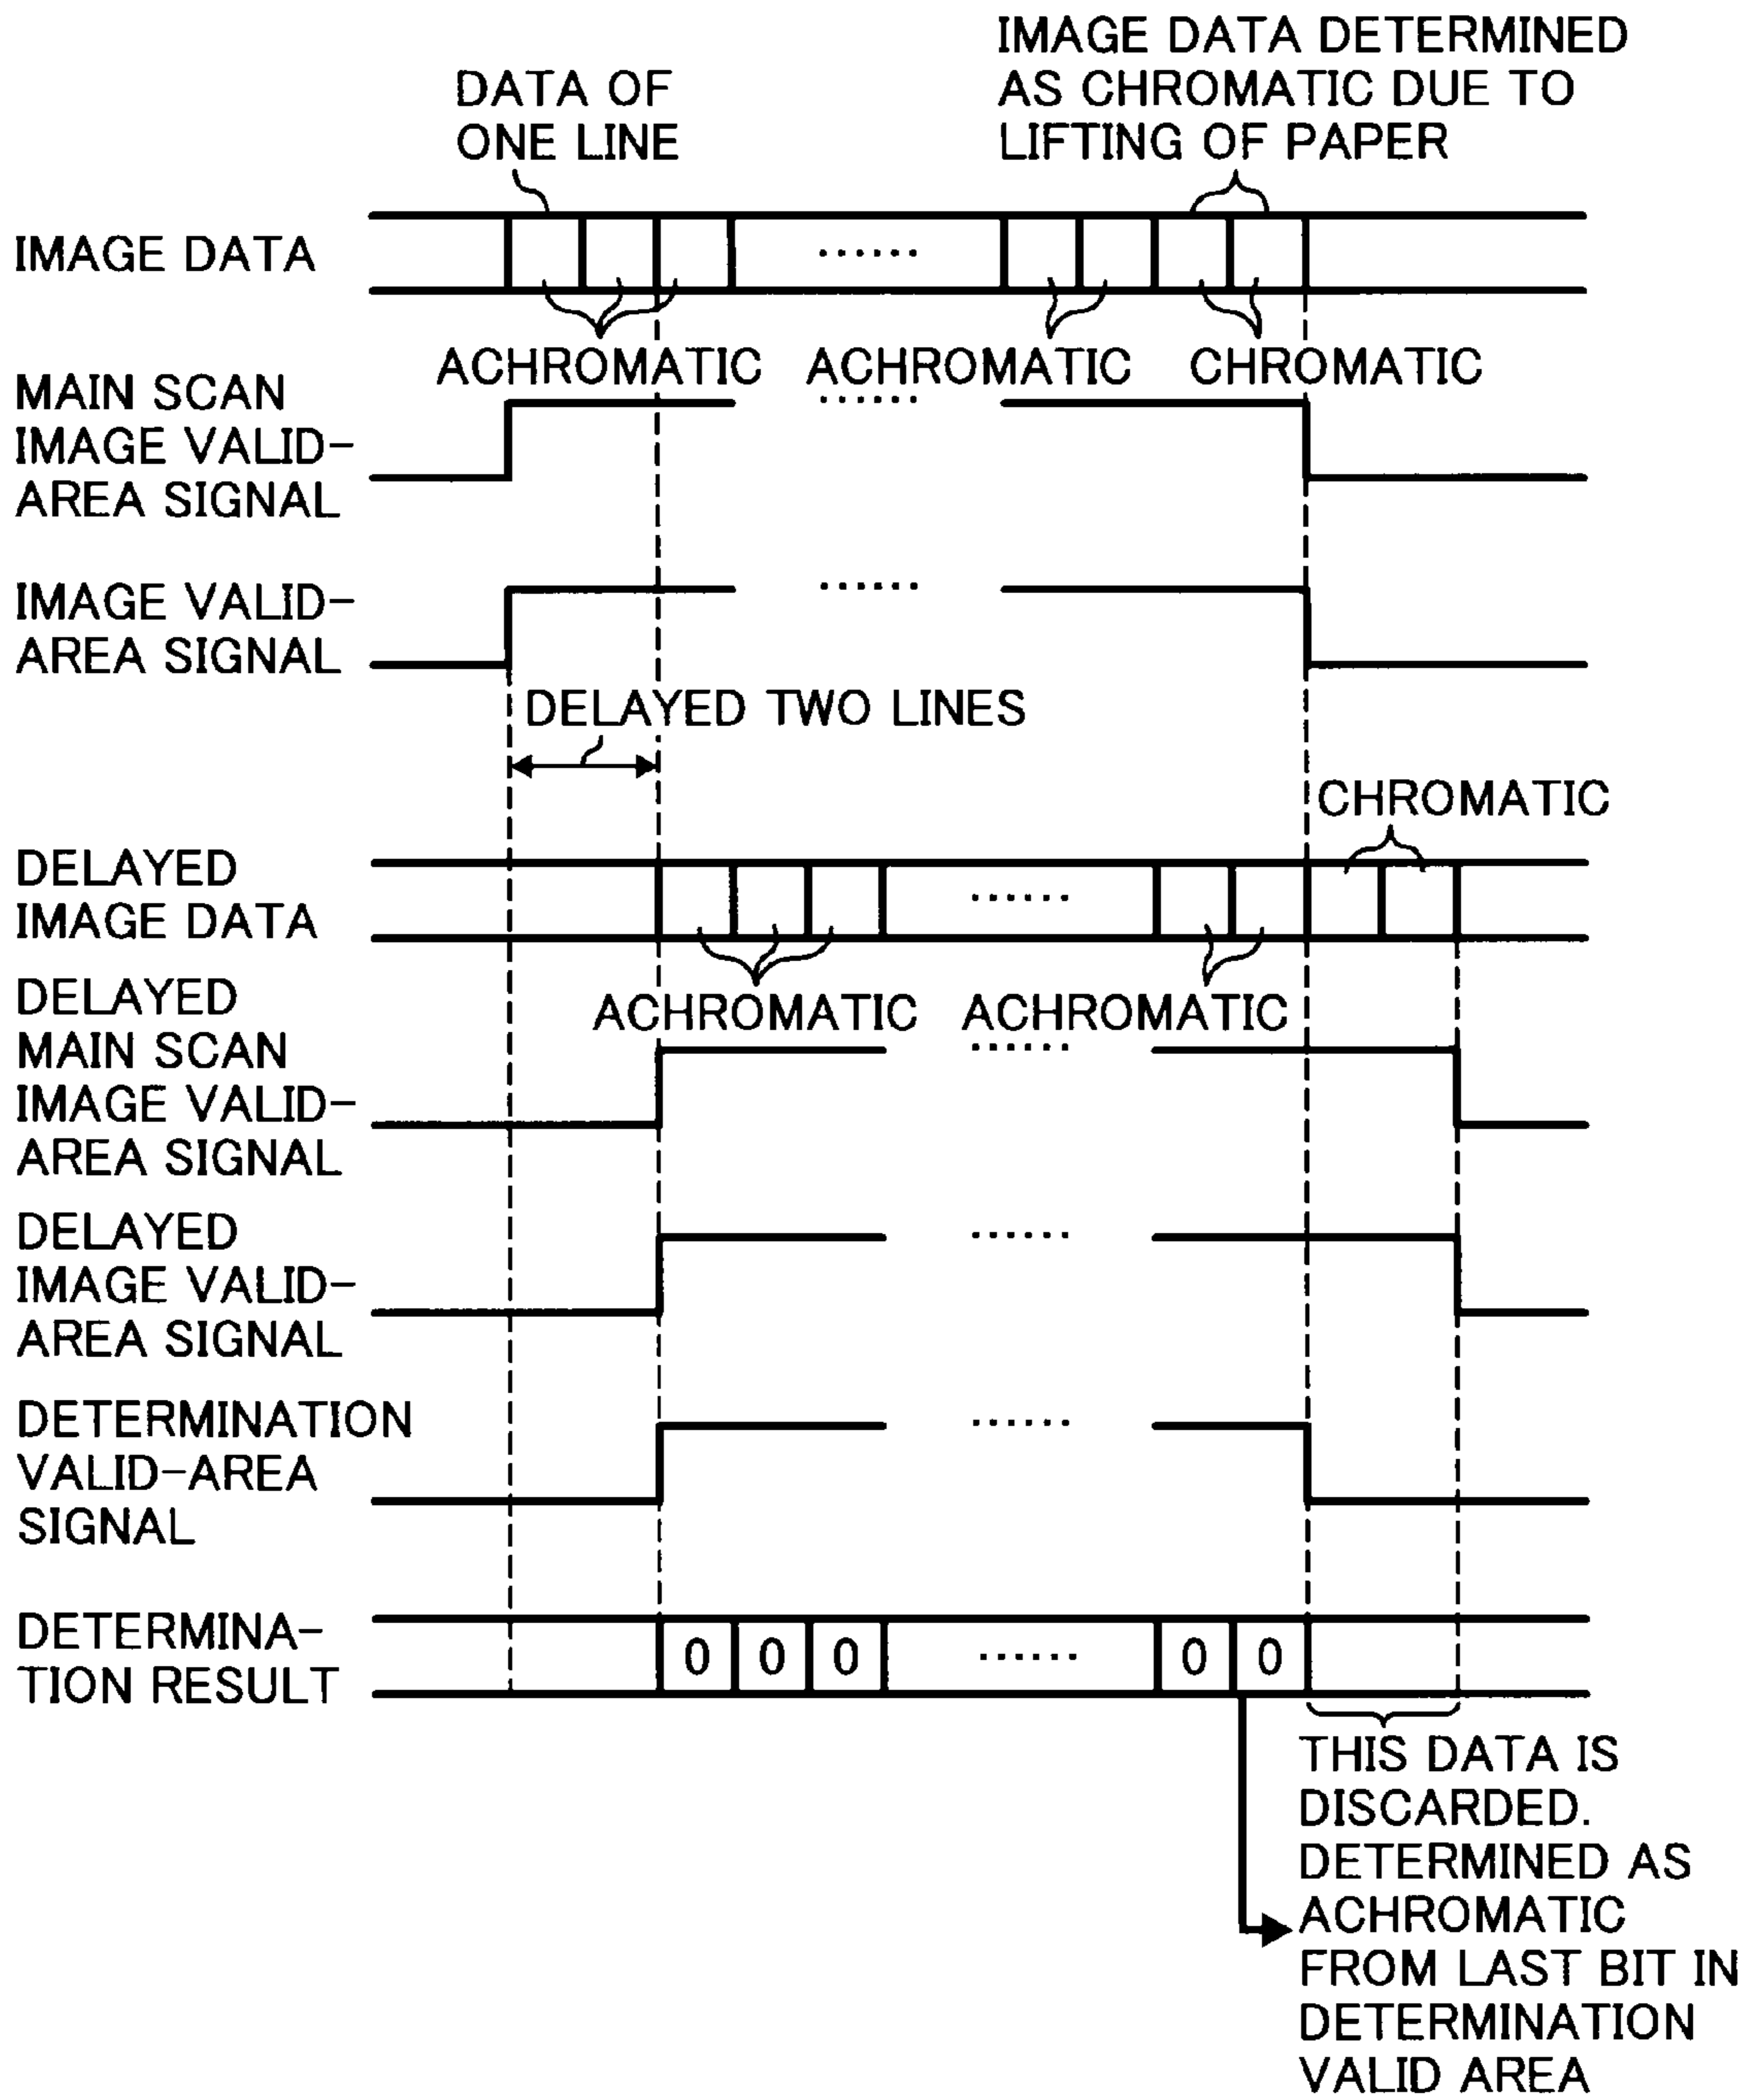 IMAGE DATA DETERMINED
AS CHROMATIC DUE TO
LIFTING OF PAPER
DATA OF
ONE LINE
IMAGE DATA
......
ACHROMATIC ACHROMATIC CHROMATIC
MAIN SCAN
IMAGE VALID-
AREA SIGNAL
......
IMAGE VALID-
AREA SIGNAL
......
DELAYED TWO LINES
CHROMATIC
DELAYED
IMAGE DATA
......
ACHROMATIC ACHROMATIC
DELAYED
MAIN SCAN
IMAGE VALID-
AREA SIGNAL
......
DELAYED
IMAGE VALID-
AREA SIGNAL
......
DETERMINATION
VALID-AREA
SIGNAL
......
DETERMINA-
TION RESULT
0 0 0 ...... 0 0
THIS DATA IS
DISCARDED.
DETERMINED AS
ACHROMATIC
FROM LAST BIT IN
DETERMINATION
VALID AREA